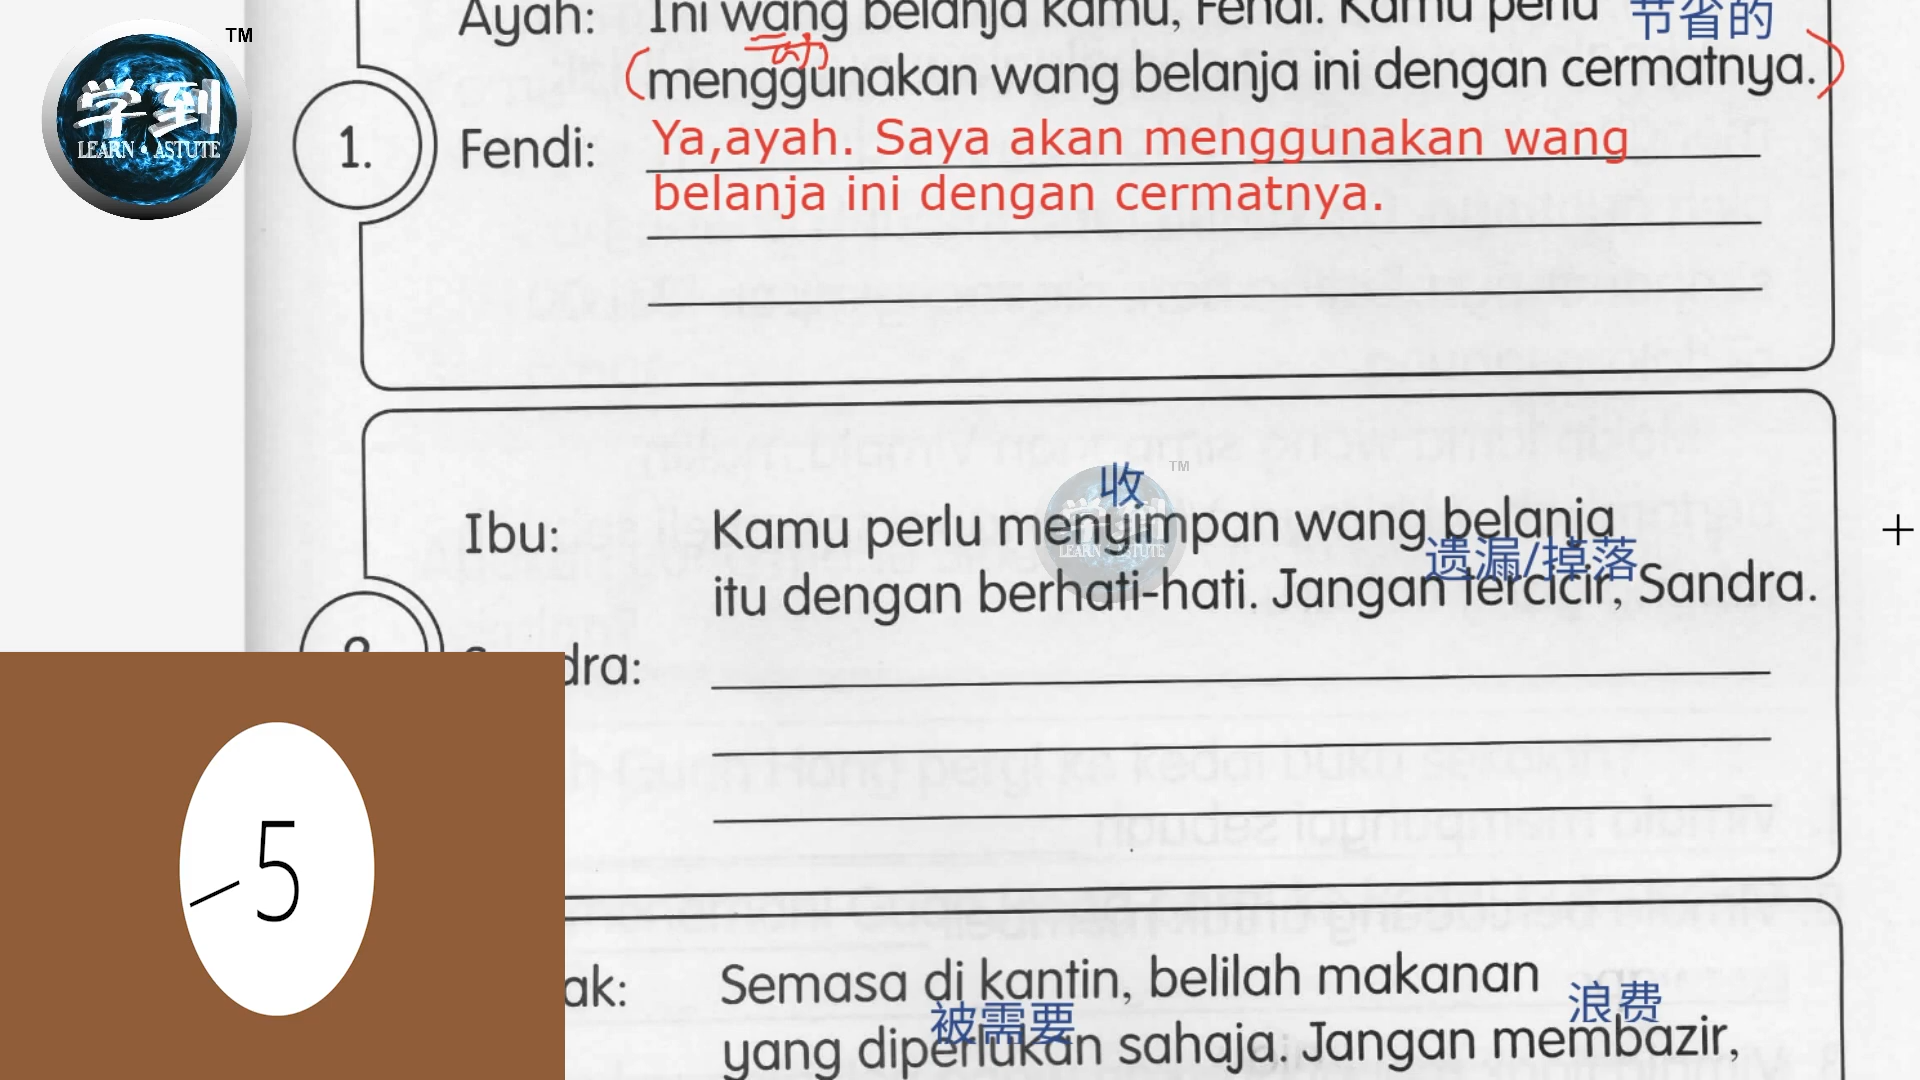 TM
学到
LEARN • ASTUTE
Ayah: Ini wang belanja kamu, Fendi. Kamu perlu
节省的
(menggunakan wang belanja ini dengan cermatnya.)
1.
Fendi: Ya,ayah. Saya akan menggunakan wang
belanja ini dengan cermatnya.
收
TM
LEARN ASTUTE
Ibu: Kamu perlu menyimpan wang belanja
遗漏/掉落
itu dengan berhati-hati. Jangan tercicir, Sandra.
dra:
5
ak: Semasa di kantin, belilah makanan
被需要
浪费
yang diperlukan sahaja. Jangan membazir,